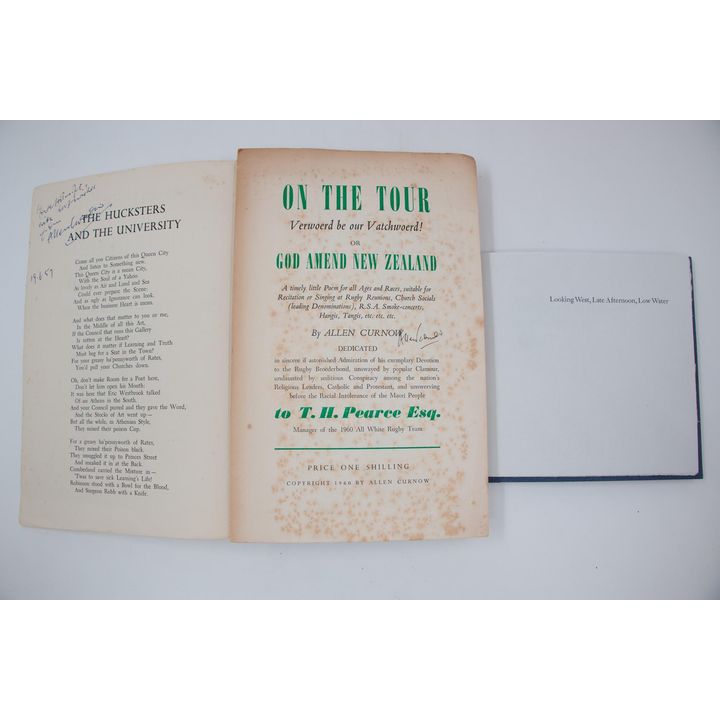 with
Allen Curnow
19.6.57
THE HUCKSTERS
AND THE UNIVERSITY
Come all you Citizens of this Queen City
And listen to Something new.
This Queen City is a mean City,
With the Soul of a Yahoo.
As lovely as Air and Land and Sea
Could ever prepare the Scene:
And as ugly as Ignorance can look
When the business Heart is mean.
And what does that matter to you or me,
In the Middle of all this Art,
If the Council that runs this Gallery
Is rotten at the Heart?
What does it matter if Learning and Truth
Must beg for a Seat in the Town?
For your greasy ha'pennyworth of Rates,
You'd pull your Churches down.
Oh, don't make Room for a Poet here,
Don't let him open his Mouth:
It was here that Eric Westbrook talked
Of an Athens in the South.
And your Council pursed and they gave the Word,
And the Stocks of Art went up—
But all the while, in Athenian Style,
They mixed their poison Cup.
For a greasy ha'pennyworth of Rates,
They mixed their Poison black.
They smuggled it up to Princes Street
And sneaked it in at the Back.
Cumberland carried the Mixture in—
'Twas to save sick Learning's Life!
Robinson stood with a Bowl for the Blood,
And Surgeon Robb with a Knife.
ON THE TOUR
Verwoerd be our Vatchwoerd!
OR
GOD AMEND NEW ZEALAND
A timely little Poem for all Ages and Races, suitable for
Recitation or Singing at Rugby Reunions, Church Socials
(leading Denominations), R.S.A. Smoke-concerts,
Hangis, Tangis, etc. etc. etc.
By ALLEN CURNOW
Allen Curnow
DEDICATED
in sincere if astonished Admiration of his exemplary Devotion
to the Rugby Broederbond, unswayed by popular Clamour,
undaunted by seditious Conspiracy among the nation's
Religious Leaders, Catholic and Protestant, and unswerving
before the Racial Intolerance of the Maori People
to T. H. Pearce Esq.
Manager of the 1960 All White Rugby Team
PRICE ONE SHILLING
COPYRIGHT 1960 BY ALLEN CURNOW
Looking West, Late Afternoon, Low Water